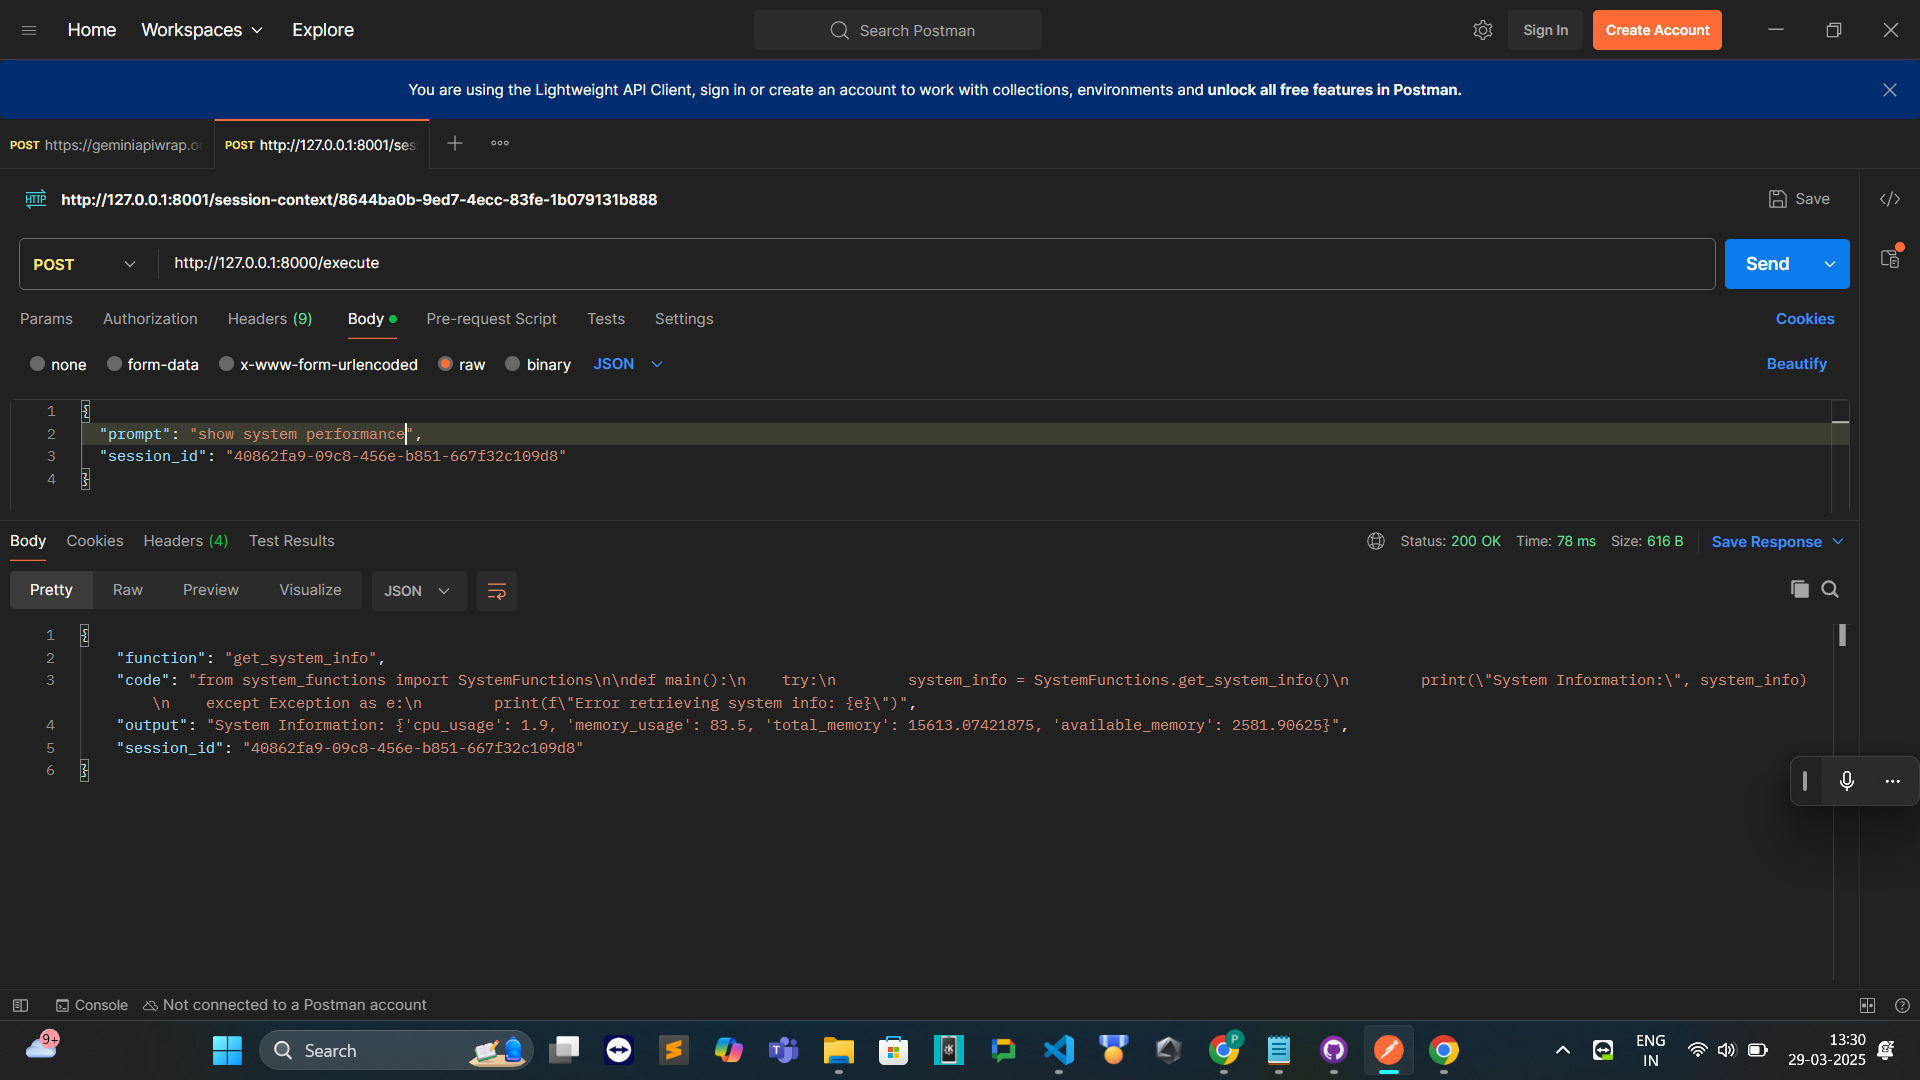 Home Workspaces Explore Search Postman Sign In Create Account
You are using the Lightweight API Client, sign in or create an account to work with collections, environments and unlock all free features in Postman.
POST https://geminiapiwrap.o POST http://127.0.0.1:8001/ses
HTTP http://127.0.0.1:8001/session-context/8644ba0b-9ed7-4ecc-83fe-1b079131b888 Save
POST http://127.0.0.1:8000/execute Send
Params Authorization Headers (9) Body Pre-request Script Tests Settings Cookies
none form-data x-www-form-urlencoded raw binary JSON Beautify
1 {
2 "prompt": "show system performance",
3 "session_id": "40862fa9-09c8-456e-b851-667f32c109d8"
4 }
Body Cookies Headers (4) Test Results Status: 200 OK Time: 78 ms Size: 616 B Save Response
Pretty Raw Preview Visualize JSON
1 {
2 "function": "get_system_info",
3 "code": "from system_functions import SystemFunctions\n\ndef main():\n    try:\n        system_info = SystemFunctions.get_system_info()\n        print(\"System Information:\", system_info)
\n    except Exception as e:\n        print(f\"Error retrieving system info: {e}\")",
4 "output": "System Information: {'cpu_usage': 1.9, 'memory_usage': 83.5, 'total_memory': 15613.07421875, 'available_memory': 2581.90625}",
5 "session_id": "40862fa9-09c8-456e-b851-667f32c109d8"
6 }
Console Not connected to a Postman account
9+ Search P ENG 13:30
IN 29-03-2025